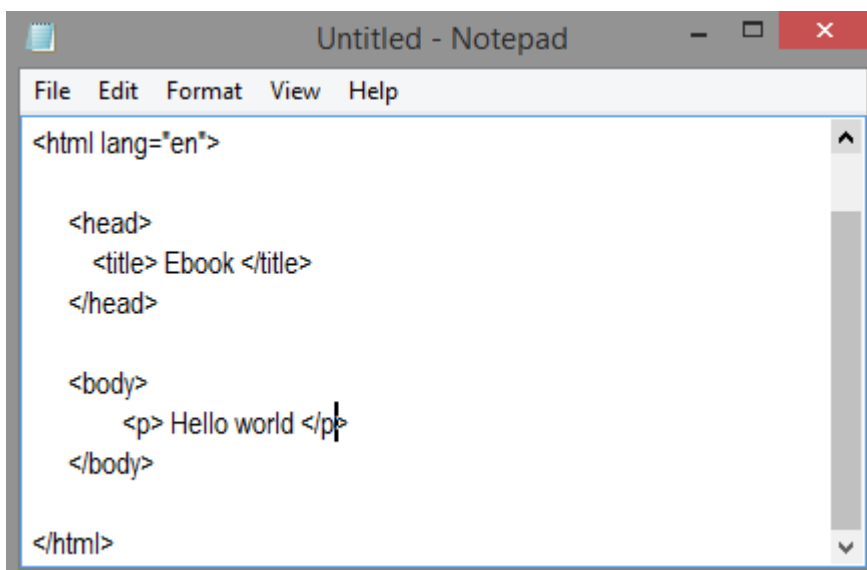 Untitled - Notepad
File Edit Format View Help
<html lang="en">
<head>
<title> Ebook </title>
</head>
<body>
<p> Hello world </p>
</body>
</html>